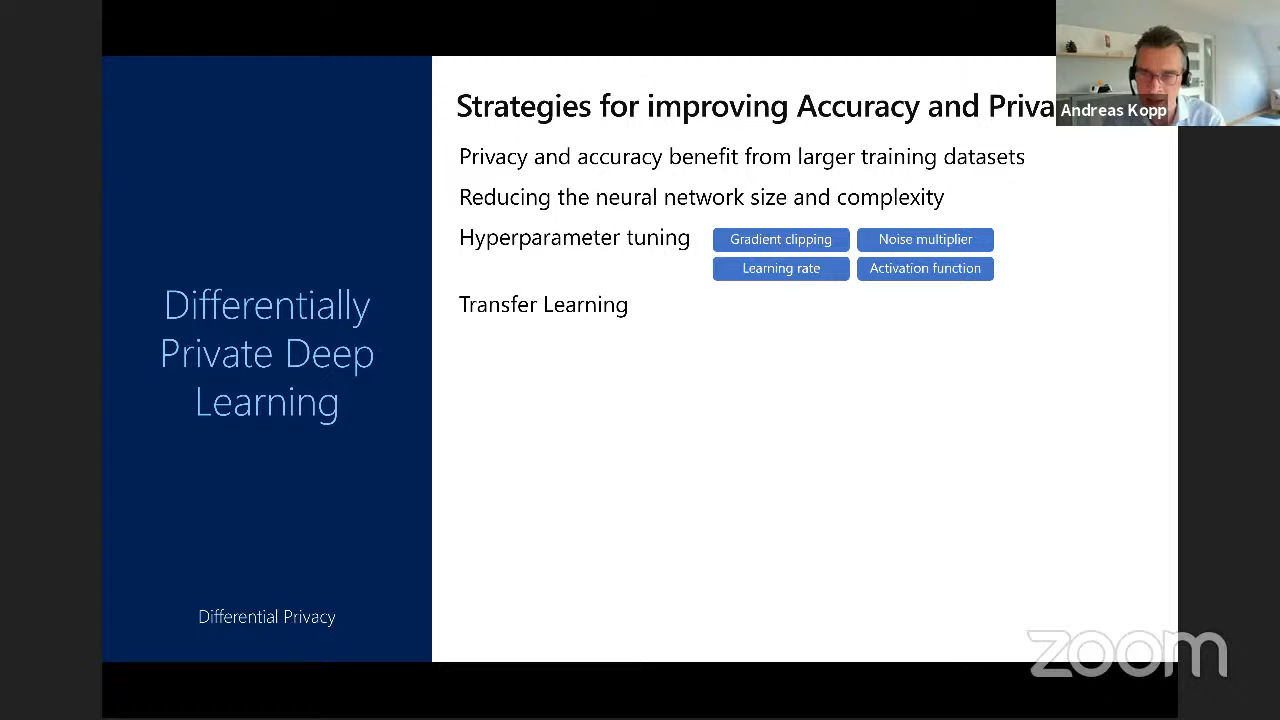 Strategies for improving Accuracy and Priva
Andreas Kopp
Privacy and accuracy benefit from larger training datasets
Reducing the neural network size and complexity
Hyperparameter tuning
Gradient clipping
Noise multiplier
Learning rate
Activation function
Transfer Learning
Differentially
Private Deep
Learning
Differential Privacy
zoom